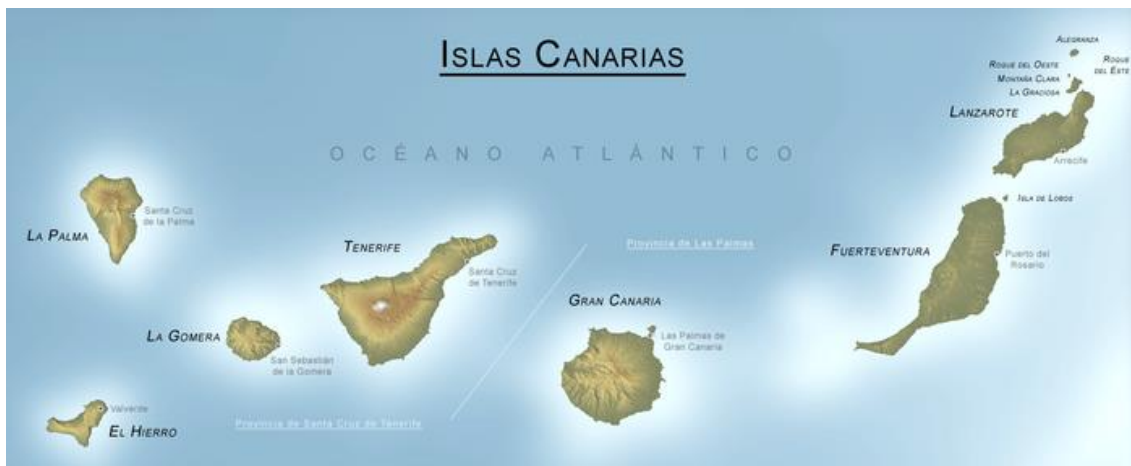 ISLAS CANARIAS
OCÉANO ATLÁNTICO
ALEGRANZA
ROQUE DEL OESTE
ROQUE
DEL ESTE
MONTAÑA CLARA
LA GRACIOSA
LANZAROTE
Arrecife
ISLA DE LOBOS
FUERTEVENTURA
Puerto del
Rosario
Santa Cruz
de la Palma
LA PALMA
TENERIFE
Santa Cruz
de Tenerife
Provincia de Las Palmas
GRAN CANARIA
Las Palmas de
Gran Canaria
LA GOMERA
San Sebastián
de la Gomera
Valverde
EL HIERRO
Provincia de Santa Cruz de Tenerife